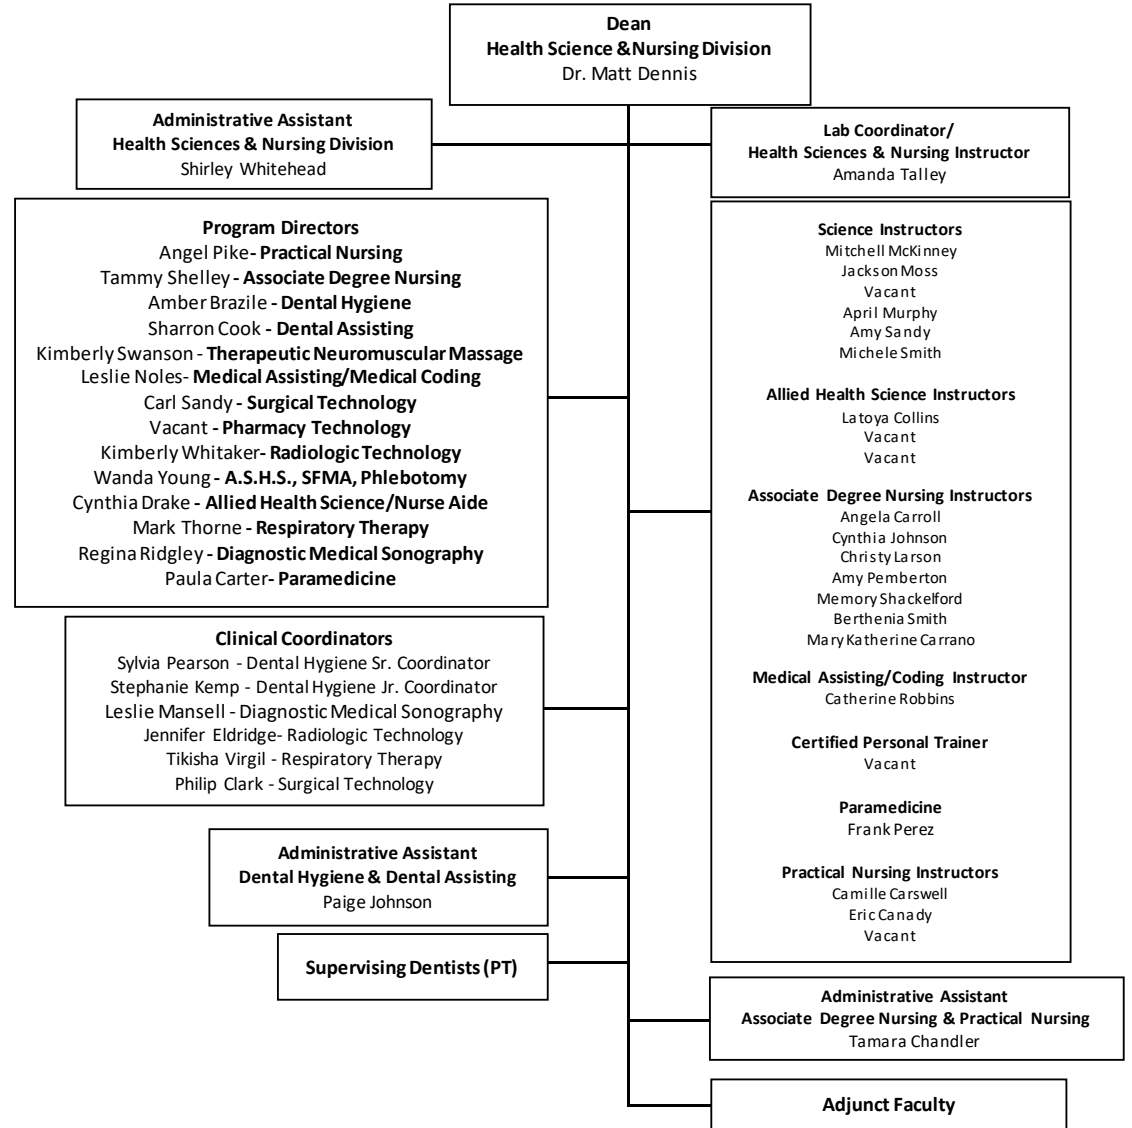 Dean
Health Science & Nursing Division
Dr. Matt Dennis
Administrative Assistant
Health Sciences & Nursing Division
Shirley Whitehead
Lab Coordinator/
Health Sciences & Nursing Instructor
Amanda Talley
Program Directors
Angel Pike- Practical Nursing
Tammy Shelley - Associate Degree Nursing
Amber Brazile - Dental Hygiene
Sharron Cook - Dental Assisting
Kimberly Swanson - Therapeutic Neuromuscular Massage
Leslie Noles- Medical Assisting/Medical Coding
Carl Sandy - Surgical Technology
Vacant - Pharmacy Technology
Kimberly Whitaker- Radiologic Technology
Wanda Young - A.S.H.S., SFMA, Phlebotomy
Cynthia Drake - Allied Health Science/Nurse Aide
Mark Thorne - Respiratory Therapy
Regina Ridgley - Diagnostic Medical Sonography
Paula Carter- Paramedicine
Clinical Coordinators
Sylvia Pearson - Dental Hygiene Sr. Coordinator
Stephanie Kemp - Dental Hygiene Jr. Coordinator
Leslie Mansell - Diagnostic Medical Sonography
Jennifer Eldridge- Radiologic Technology
Tikisha Virgil - Respiratory Therapy
Philip Clark - Surgical Technology
Administrative Assistant
Dental Hygiene & Dental Assisting
Paige Johnson
Supervising Dentists (PT)
Science Instructors
Mitchell McKinney
Jackson Moss
Vacant
April Murphy
Amy Sandy
Michele Smith
Allied Health Science Instructors
Latoya Collins
Vacant
Vacant
Associate Degree Nursing Instructors
Angela Carroll
Cynthia Johnson
Christy Larson
Amy Pemberton
Memory Shackelford
Berthenia Smith
Mary Katherine Carrano
Medical Assisting/Coding Instructor
Catherine Robbins
Certified Personal Trainer
Vacant
Paramedicine
Frank Perez
Practical Nursing Instructors
Camille Carswell
Eric Canady
Vacant
Administrative Assistant
Associate Degree Nursing & Practical Nursing
Tamara Chandler
Adjunct Faculty